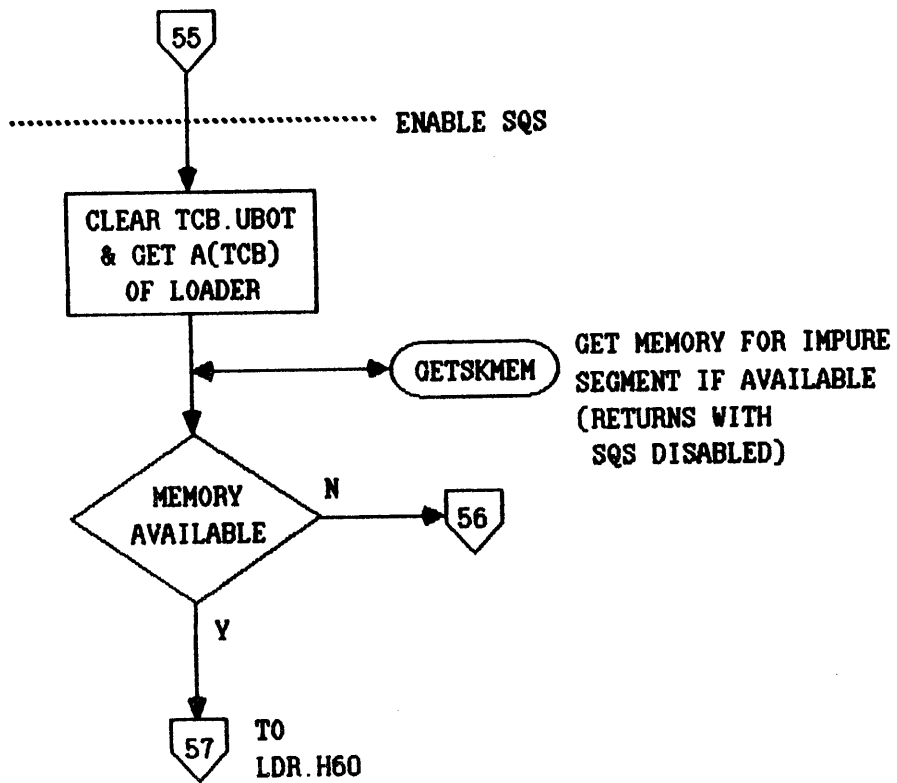 55
ENABLE SQS
CLEAR TCB.UBOT
& GET A(TCB)
OF LOADER
GETSKMEM
GET MEMORY FOR IMPURE
SEGMENT IF AVAILABLE
(RETURNS WITH
SQS DISABLED)
MEMORY
AVAILABLE
N
56
Y
57
TO
LDR.H60